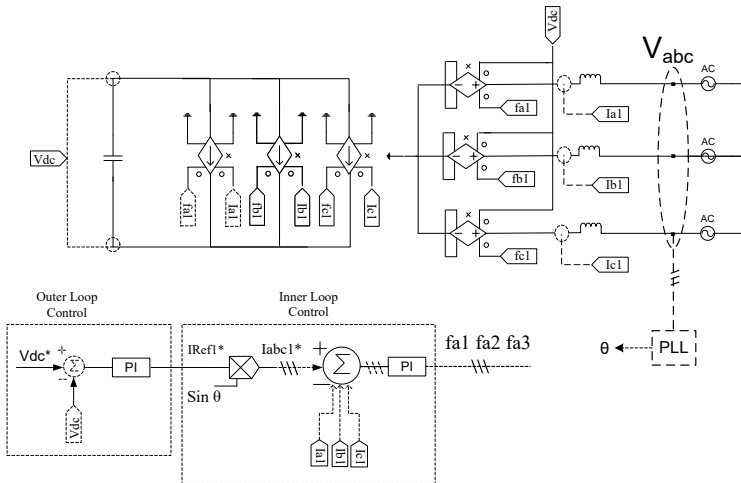 Vdc
V_abc
AC
× − + o
o
fa1
Ia1
Vdc
AC
× − + o
o
fb1
Ib1
× o o
× o o
× o o
fa1
Ia1
fb1
Ib1
fc1
Ic1
AC
× − + o
o
fc1
Ic1
Outer Loop
Control
Inner Loop
Control
Vdc*
+
Σ
−
PI
Vdc
IRef1*
×
Sin θ
Iabc1*
+
Σ
−
PI
Ia1
Ib1
Ic1
fa1 fa2 fa3
θ
PLL